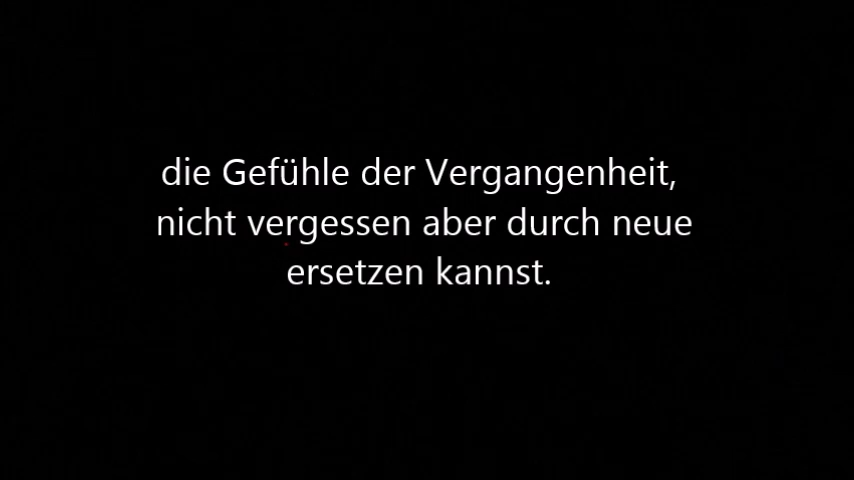 die Gefühle der Vergangenheit,
nicht vergessen aber durch neue
ersetzen kannst.